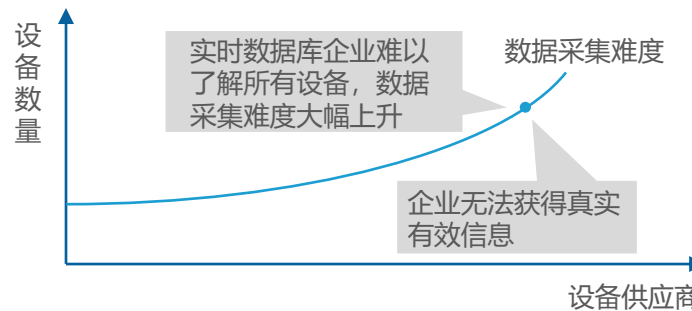 设备数量
实时数据库企业难以
了解所有设备，数据
采集难度大幅上升
数据采集难度
企业无法获得真实
有效信息
设备供应商